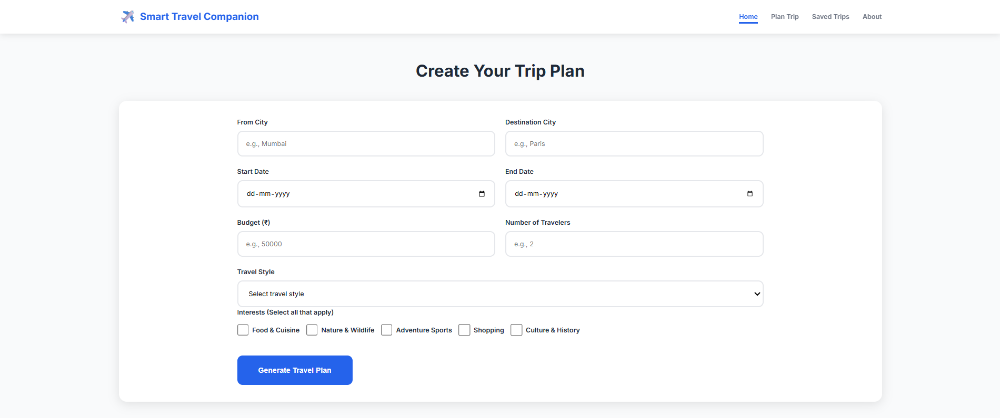 Smart Travel Companion
Home Plan Trip Saved Trips About
Create Your Trip Plan
From City Destination City
e.g., Mumbai e.g., Paris
Start Date End Date
dd-mm-yyyy dd-mm-yyyy
Budget (₹) Number of Travelers
e.g., 50000 e.g., 2
Travel Style
Select travel style
Interests (Select all that apply)
Food & Cuisine Nature & Wildlife Adventure Sports Shopping Culture & History
Generate Travel Plan